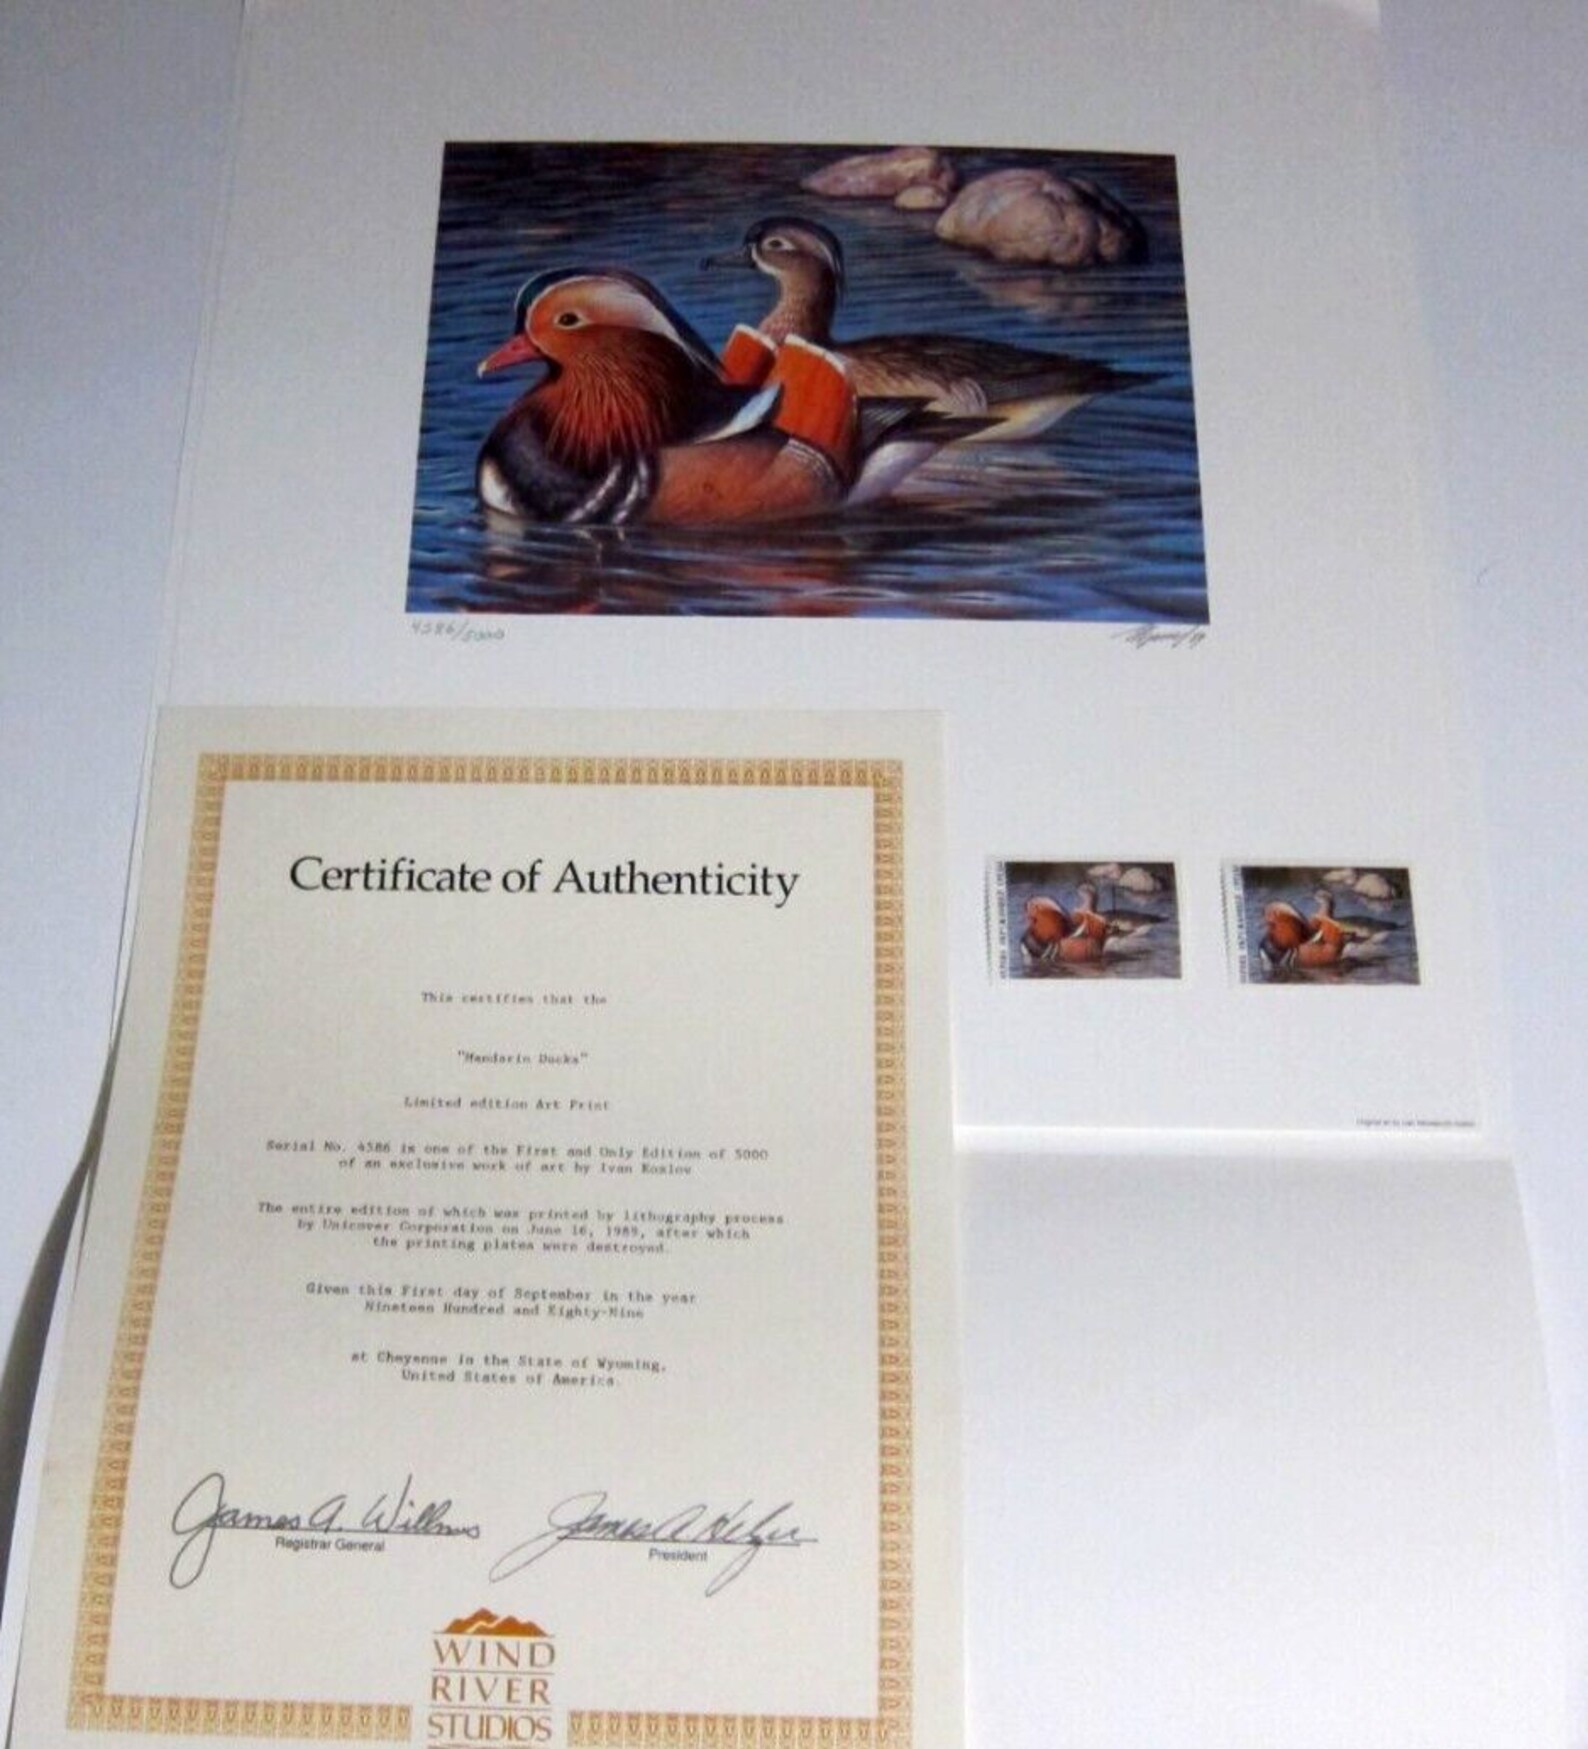 4586/5000
Certificate of Authenticity
This certifies that the
"Mandarin Ducks"
Limited edition Art Print
Serial No. 4586 is one of the First and Only Edition of 5000
of an exclusive work of art by Ivan Kozlov
The entire edition of which was printed by lithography process
by Unicover Corporation on June 16, 1989, after which
the printing plates were destroyed.
Given this First day of September in the year
Nineteen Hundred and Eighty-Nine
at Cheyenne in the State of Wyoming,
United States of America.
James A. Willms
Registrar General
James A Helzer
President
WIND
RIVER
STUDIOS